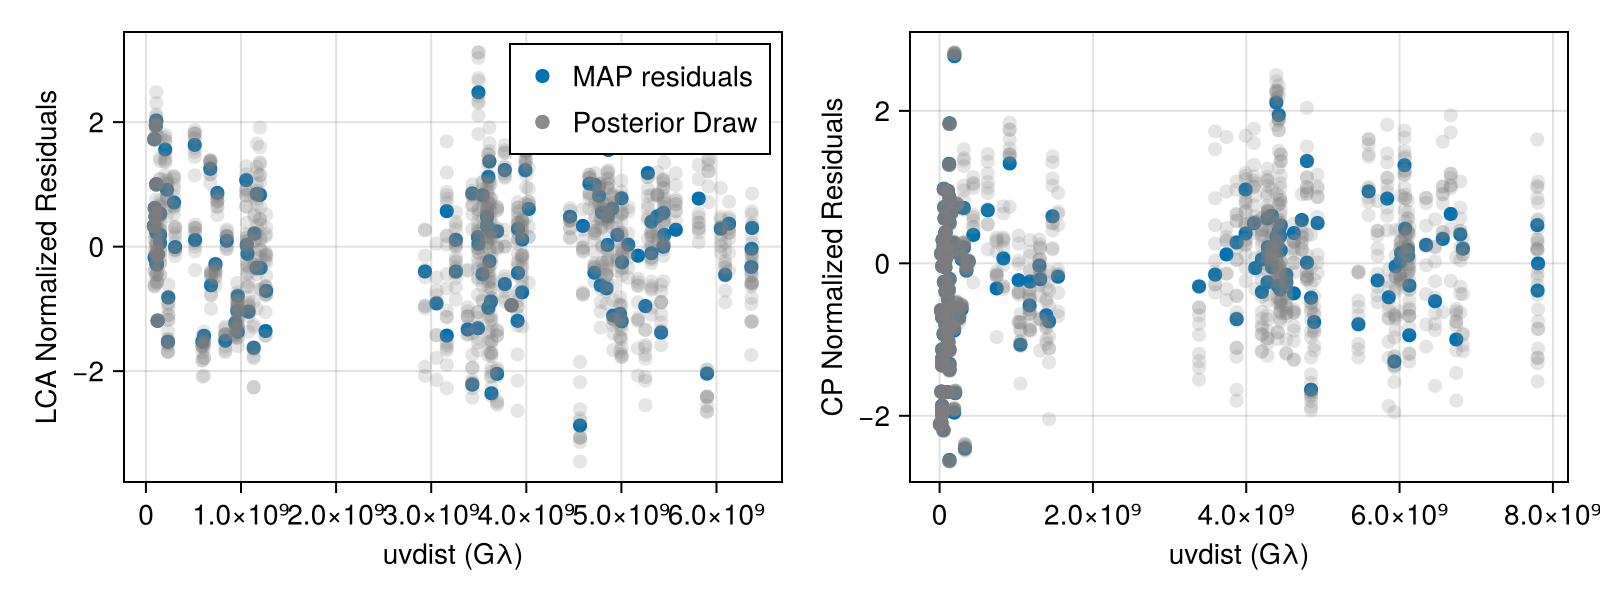 LCA Normalized Residuals
2
0
−2
MAP residuals
Posterior Draw
0 1.0×10⁹ 2.0×10⁹ 3.0×10⁹ 4.0×10⁹ 5.0×10⁹ 6.0×10⁹
uvdist (Gλ)
CP Normalized Residuals
2
0
−2
0 2.0×10⁹ 4.0×10⁹ 6.0×10⁹ 8.0×10⁹
uvdist (Gλ)